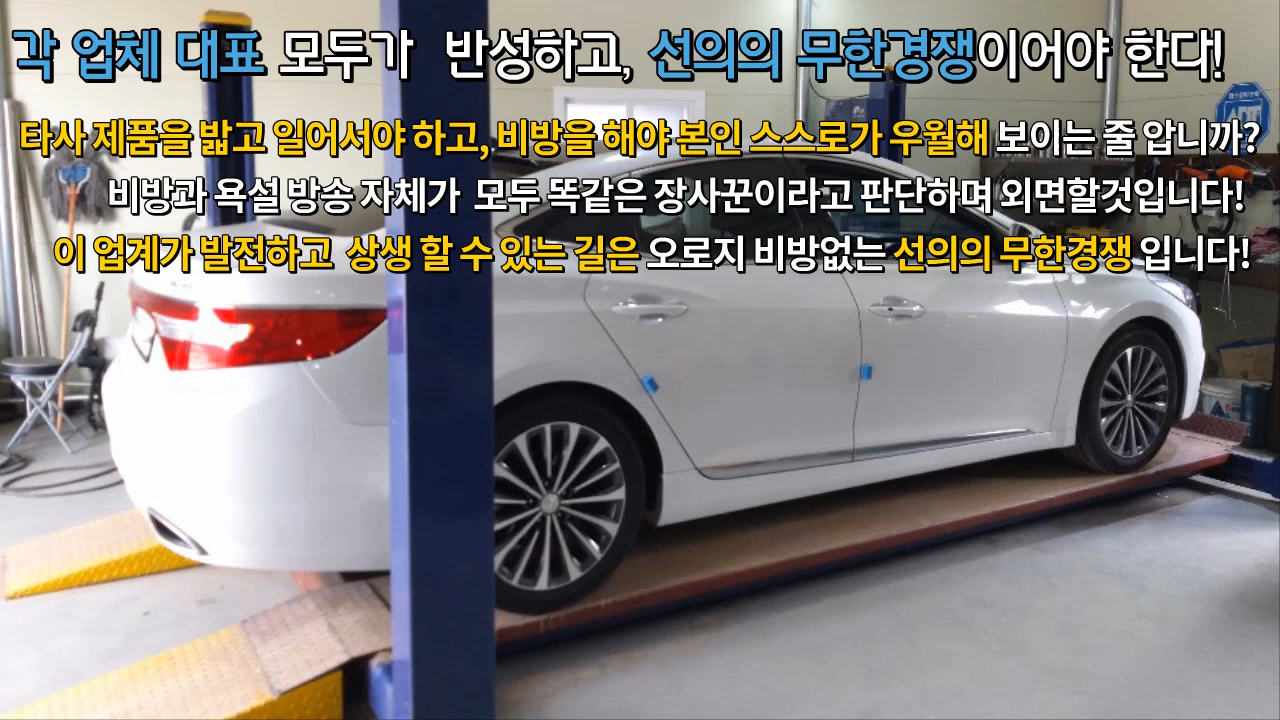 각 업체 대표 모두가 반성하고, 선의의 무한경쟁이어야 한다!
타사 제품을 밟고 일어서야 하고, 비방을 해야 본인 스스로가 우월해 보이는 줄 압니까?
비방과 욕설 방송 자체가 모두 똑같은 장사꾼이라고 판단하며 외면할것입니다!
이 업계가 발전하고 상생 할 수 있는 길은 오로지 비방없는 선의의 무한경쟁 입니다!